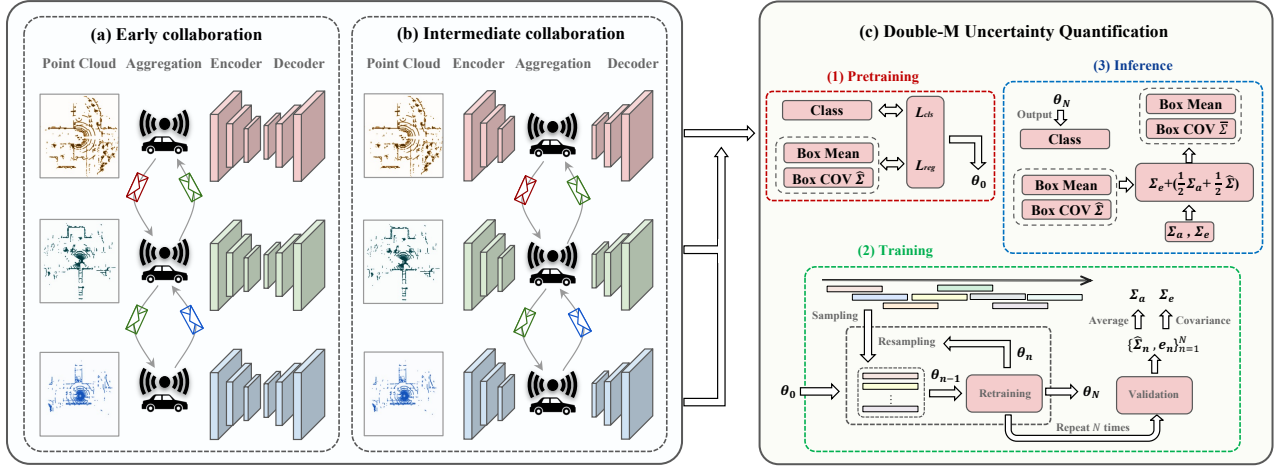 (a) Early collaboration
Point Cloud Aggregation Encoder Decoder
(b) Intermediate collaboration
Point Cloud Encoder Aggregation Decoder
(c) Double-M Uncertainty Quantification
(1) Pretraining
Class
Box Mean
Box COV Σ̂
L_cls
L_reg
θ_0
(3) Inference
θ_N
Output
Class
Box Mean
Box COV Σ̂
Σ_e+(½Σ_a+½Σ̂)
Σ_a , Σ_e
Box Mean
Box COV Σ̅
(2) Training
Sampling
Resampling
θ_0
⋮
θ_{n−1}
Retraining
θ_n
θ_N
Repeat N times
Validation
{Σ̂_n , e_n}_{n=1}^N
Average
Covariance
Σ_a Σ_e